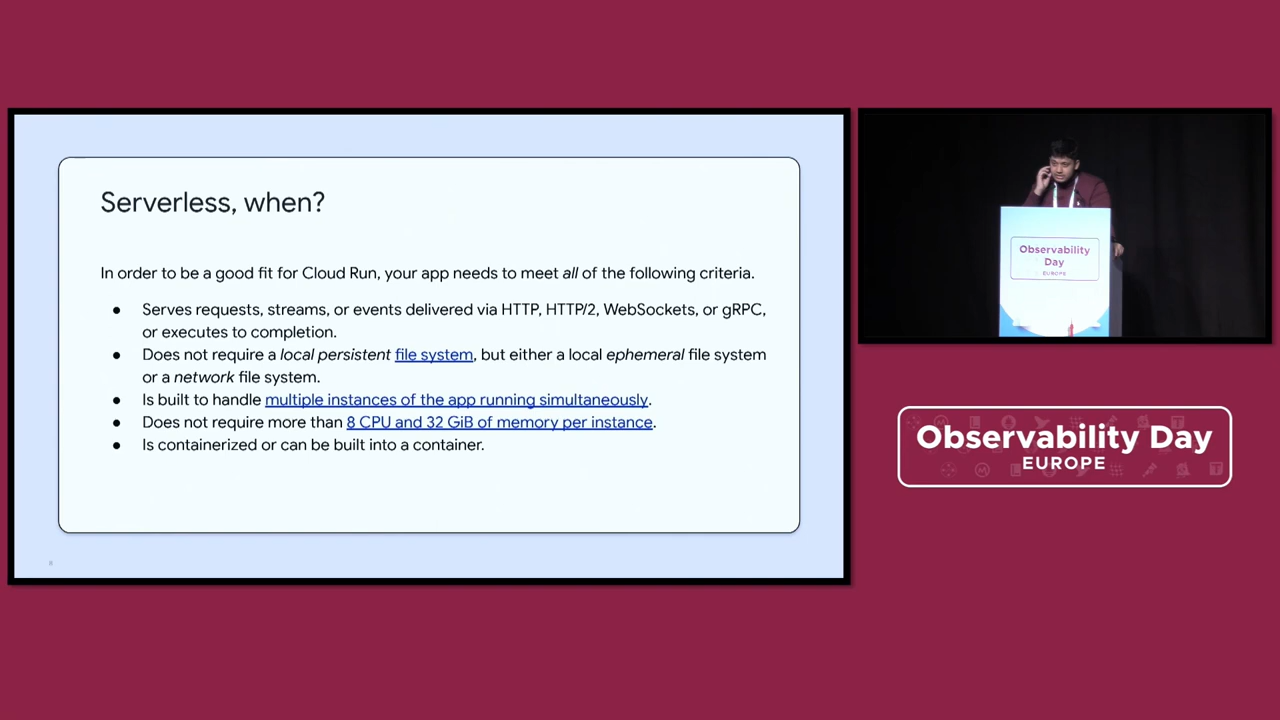 Serverless, when?
In order to be a good fit for Cloud Run, your app needs to meet all of the following criteria.
● Serves requests, streams, or events delivered via HTTP, HTTP/2, WebSockets, or gRPC,
or executes to completion.
● Does not require a local persistent file system, but either a local ephemeral file system
or a network file system.
● Is built to handle multiple instances of the app running simultaneously.
● Does not require more than 8 CPU and 32 GiB of memory per instance.
● Is containerized or can be built into a container.
Observability
Day
EUROPE
Observability Day
EUROPE